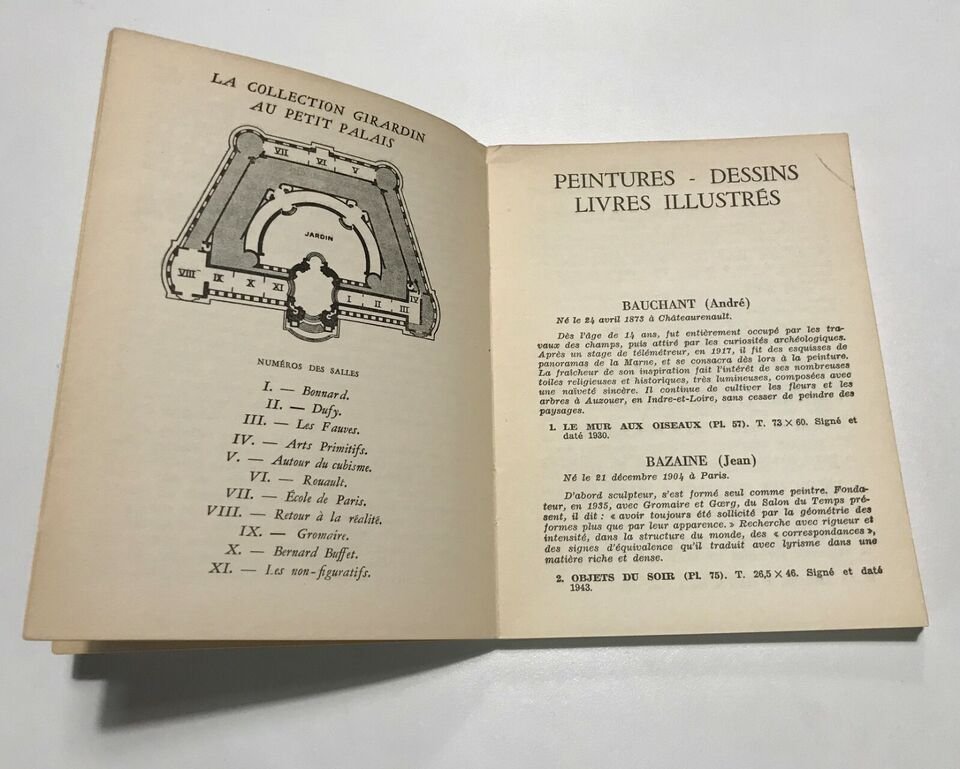 LA COLLECTION GIRARDIN
AU PETIT PALAIS
VII
VI
V
JARDIN
VIII
IX
X
XI
I
II
III
IV
NUMÉROS DES SALLES
I. — Bonnard.
II. — Dufy.
III. — Les Fauves.
IV. — Arts Primitifs.
V. — Autour du cubisme.
VI. — Rouault.
VII. — École de Paris.
VIII. — Retour à la réalité.
IX. — Gromaire.
X. — Bernard Buffet.
XI. — Les non-figuratifs.
PEINTURES - DESSINS
LIVRES ILLUSTRÉS
BAUCHANT (André)
Né le 24 avril 1873 à Châteaurenault.
Dès l'âge de 14 ans, fut entièrement occupé par les tra-
vaux des champs, puis attiré par les curiosités archéologiques.
Après un stage de télémétreur, en 1917, il fit des esquisses de
panoramas de la Marne, et se consacra dès lors à la peinture.
La fraîcheur de son inspiration fait l'intérêt de ses nombreuses
toiles religieuses et historiques, très lumineuses, composées avec
une naïveté sincère. Il continue de cultiver les fleurs et les
arbres à Auzouer, en Indre-et-Loire, sans cesser de peindre des
paysages.
1. LE MUR AUX OISEAUX (Pl. 57). T. 73 × 60. Signé et
daté 1930.
BAZAINE (Jean)
Né le 21 décembre 1904 à Paris.
D'abord sculpteur, s'est formé seul comme peintre. Fonda-
teur, en 1935, avec Gromaire et Gœrg, du Salon du Temps pré-
sent, il dit : « avoir toujours été sollicité par la géométrie des
formes plus que par leur apparence. » Recherche avec rigueur et
intensité, dans la structure du monde, des « correspondances »,
des signes d'équivalence qu'il traduit avec lyrisme dans une
matière riche et dense.
2. OBJETS DU SOIR (Pl. 75). T. 26,5 × 46. Signé et daté
1943.